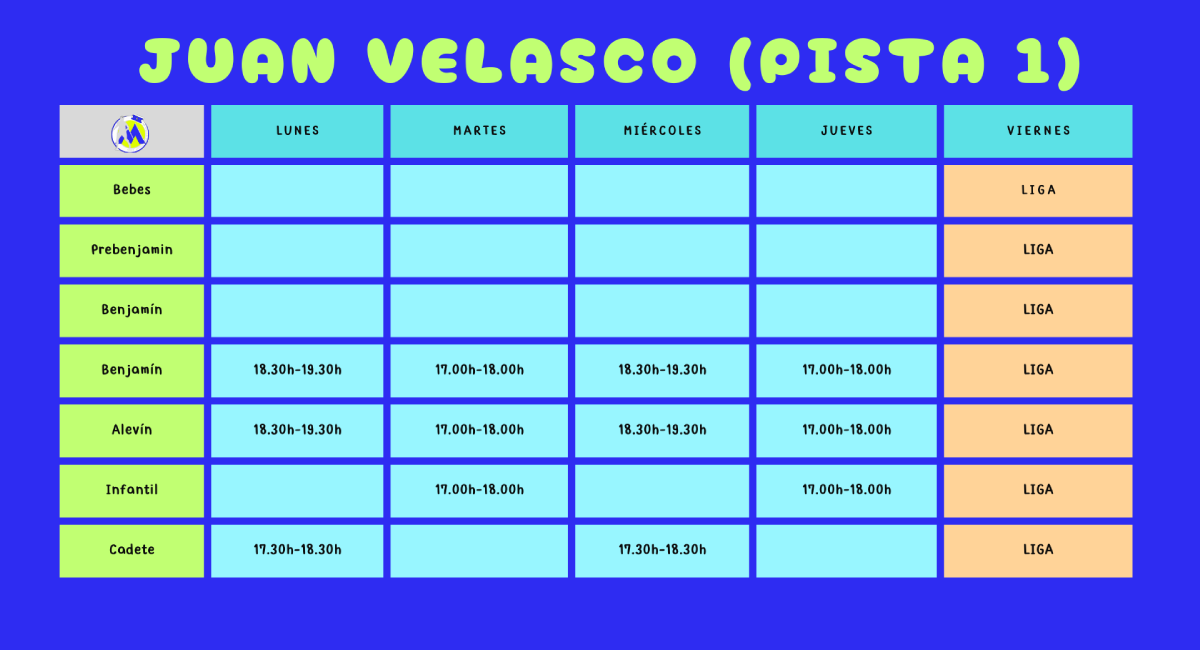 JUAN VELASCO (PISTA 1)
LUNES MARTES MIÉRCOLES JUEVES VIERNES
Bebes LIGA
Prebenjamin LIGA
Benjamín LIGA
Benjamín 18.30h-19.30h 17.00h-18.00h 18.30h-19.30h 17.00h-18.00h LIGA
Alevín 18.30h-19.30h 17.00h-18.00h 18.30h-19.30h 17.00h-18.00h LIGA
Infantil 17.00h-18.00h 17.00h-18.00h LIGA
Cadete 17.30h-18.30h 17.30h-18.30h LIGA